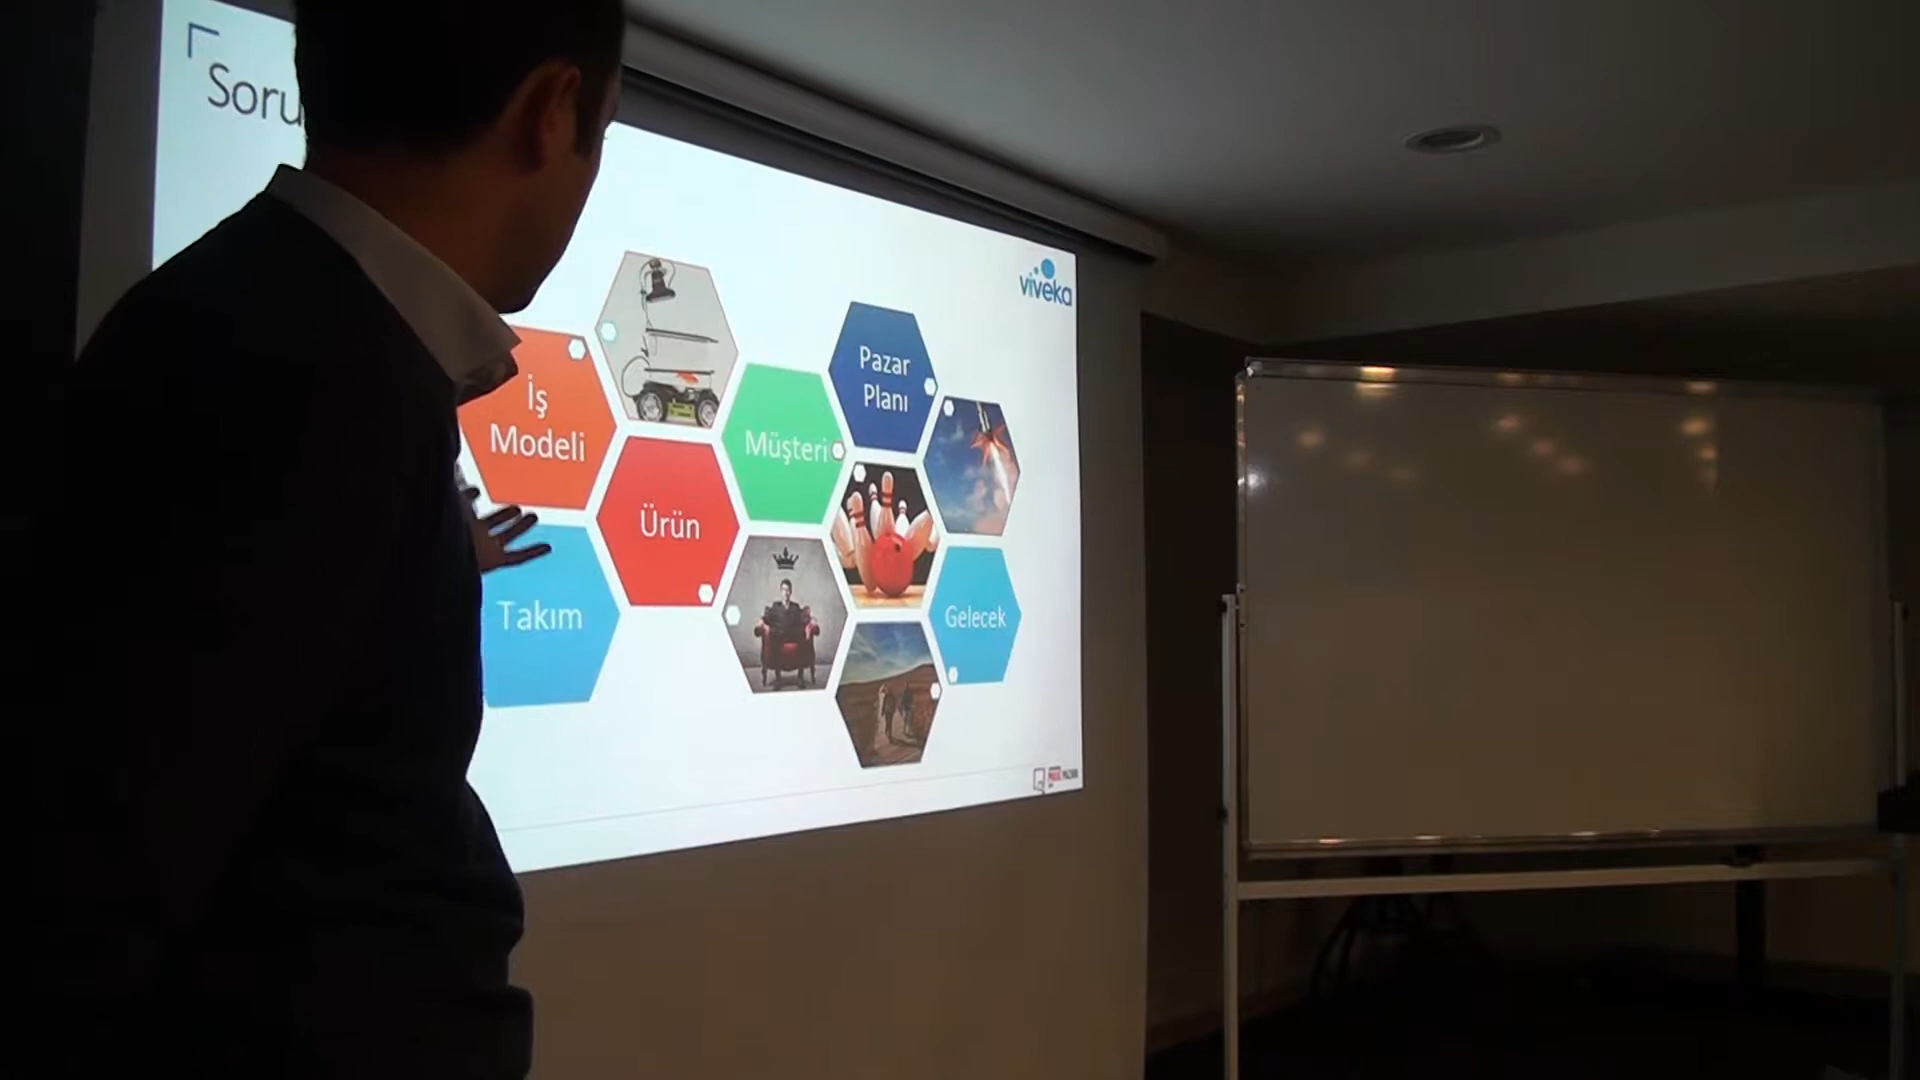 Soru
viveka
İş
Modeli
Ürün
Müşteri
Pazar
Planı
Takım
Gelecek